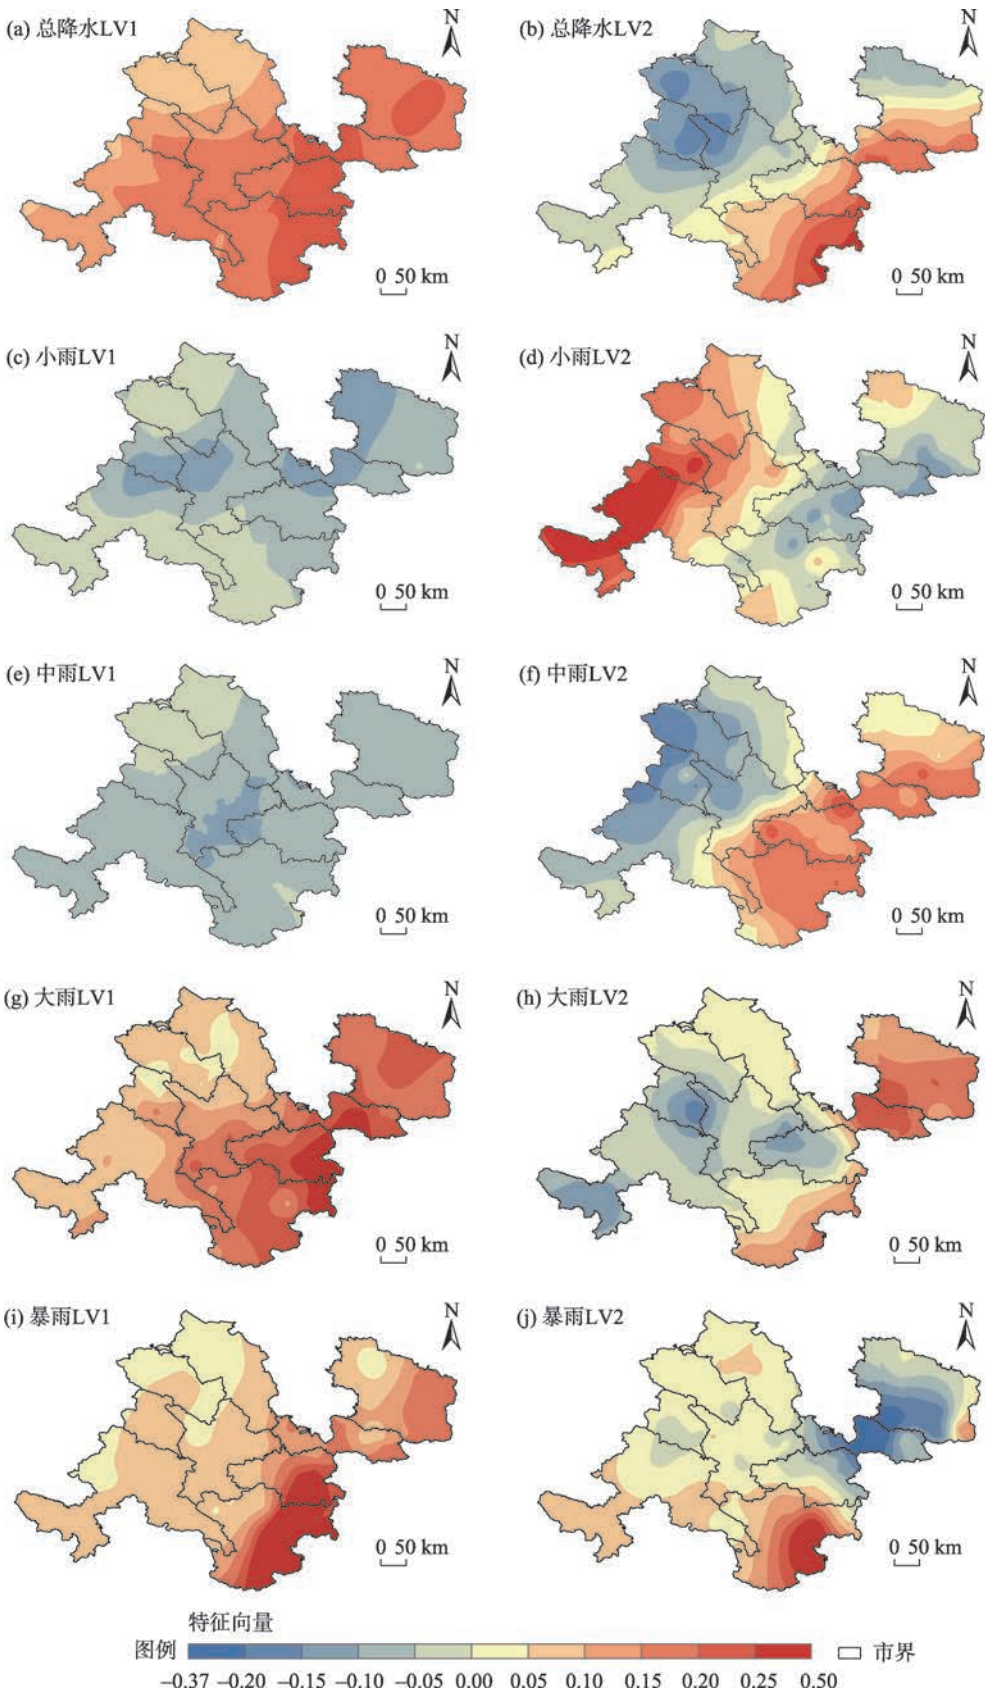 (a) 总降水LV1
N
0 50 km
(b) 总降水LV2
N
0 50 km
(c) 小雨LV1
N
0 50 km
(d) 小雨LV2
N
0 50 km
(e) 中雨LV1
N
0 50 km
(f) 中雨LV2
N
0 50 km
(g) 大雨LV1
N
0 50 km
(h) 大雨LV2
N
0 50 km
(i) 暴雨LV1
N
0 50 km
(j) 暴雨LV2
N
0 50 km
特征向量
图例
市界
−0.37 −0.20 −0.15 −0.10 −0.05 0.00 0.05 0.10 0.15 0.20 0.25 0.50